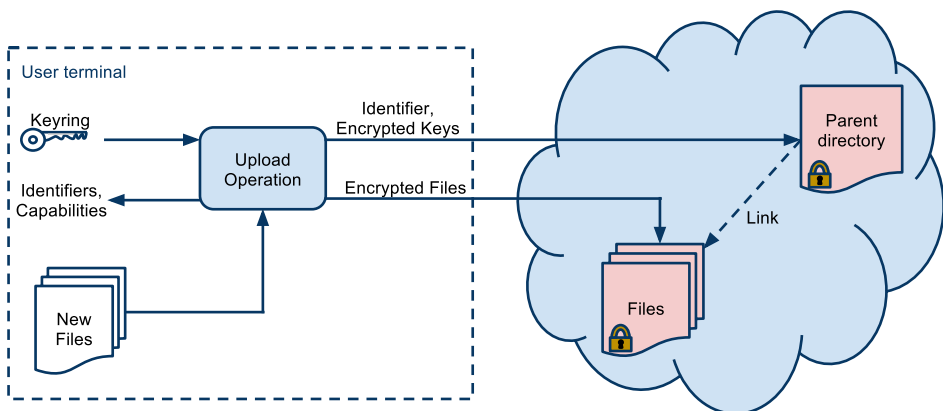 User terminal
Keyring
Identifier,
Encrypted Keys
Parent
directory
Upload
Operation
Identifiers,
Capabilities
Encrypted Files
Link
New
Files
Files